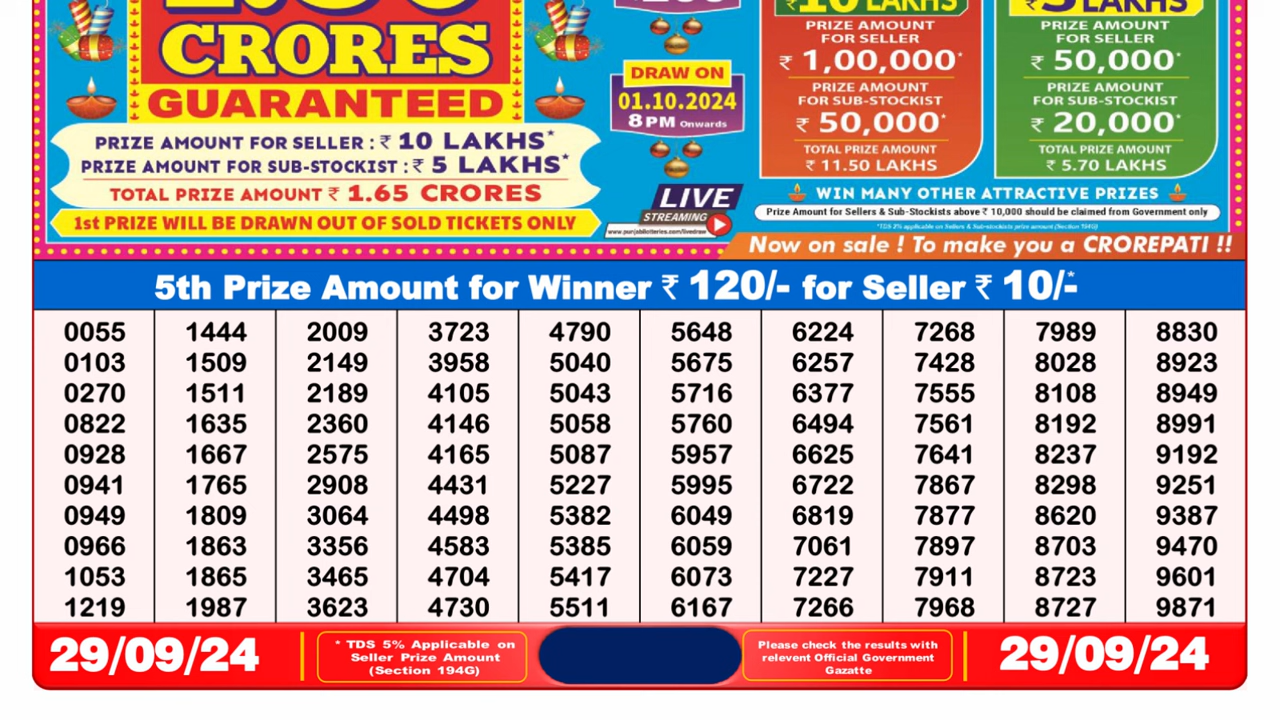 CRORES
GUARANTEED
PRIZE AMOUNT FOR SELLER : ₹ 10 LAKHS*
PRIZE AMOUNT FOR SUB-STOCKIST : ₹ 5 LAKHS*
TOTAL PRIZE AMOUNT ₹ 1.65 CRORES
1st PRIZE WILL BE DRAWN OUT OF SOLD TICKETS ONLY
DRAW ON
01.10.2024
8PM Onwards
LIVE
STREAMING
www.punjablotteries.com/livedraw
₹10 LAKHS
PRIZE AMOUNT
FOR SELLER
₹ 1,00,000*
PRIZE AMOUNT
FOR SUB-STOCKIST
₹ 50,000*
TOTAL PRIZE AMOUNT
₹ 11.50 LAKHS
₹5 LAKHS
PRIZE AMOUNT
FOR SELLER
₹ 50,000*
PRIZE AMOUNT
FOR SUB-STOCKIST
₹ 20,000*
TOTAL PRIZE AMOUNT
₹ 5.70 LAKHS
WIN MANY OTHER ATTRACTIVE PRIZES
Prize Amount for Sellers & Sub-Stockists above ₹ 10,000 should be claimed from Government only
Now on sale ! To make you a CROREPATI !!
5th Prize Amount for Winner ₹ 120/- for Seller ₹ 10/-*
0055 1444 2009 3723 4790 5648 6224 7268 7989 8830
0103 1509 2149 3958 5040 5675 6257 7428 8028 8923
0270 1511 2189 4105 5043 5716 6377 7555 8108 8949
0822 1635 2360 4146 5058 5760 6494 7561 8192 8991
0928 1667 2575 4165 5087 5957 6625 7641 8237 9192
0941 1765 2908 4431 5227 5995 6722 7867 8298 9251
0949 1809 3064 4498 5382 6049 6819 7877 8620 9387
0966 1863 3356 4583 5385 6059 7061 7897 8703 9470
1053 1865 3465 4704 5417 6073 7227 7911 8723 9601
1219 1987 3623 4730 5511 6167 7266 7968 8727 9871
29/09/24
* TDS 5% Applicable on
Seller Prize Amount
(Section 194G)
Please check the results with
relevent Official Government
Gazatte
29/09/24